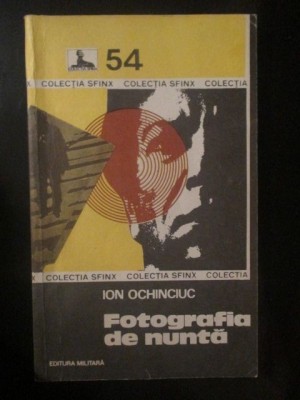 54
COLECȚIA SFINX COLECȚIA SFINX COLECȚIA
COLECȚIA SFINX COLECȚIA SFINX COLECȚIA
ION OCHINCIUC
Fotografia
de nuntă
EDITURA MILITARĂ